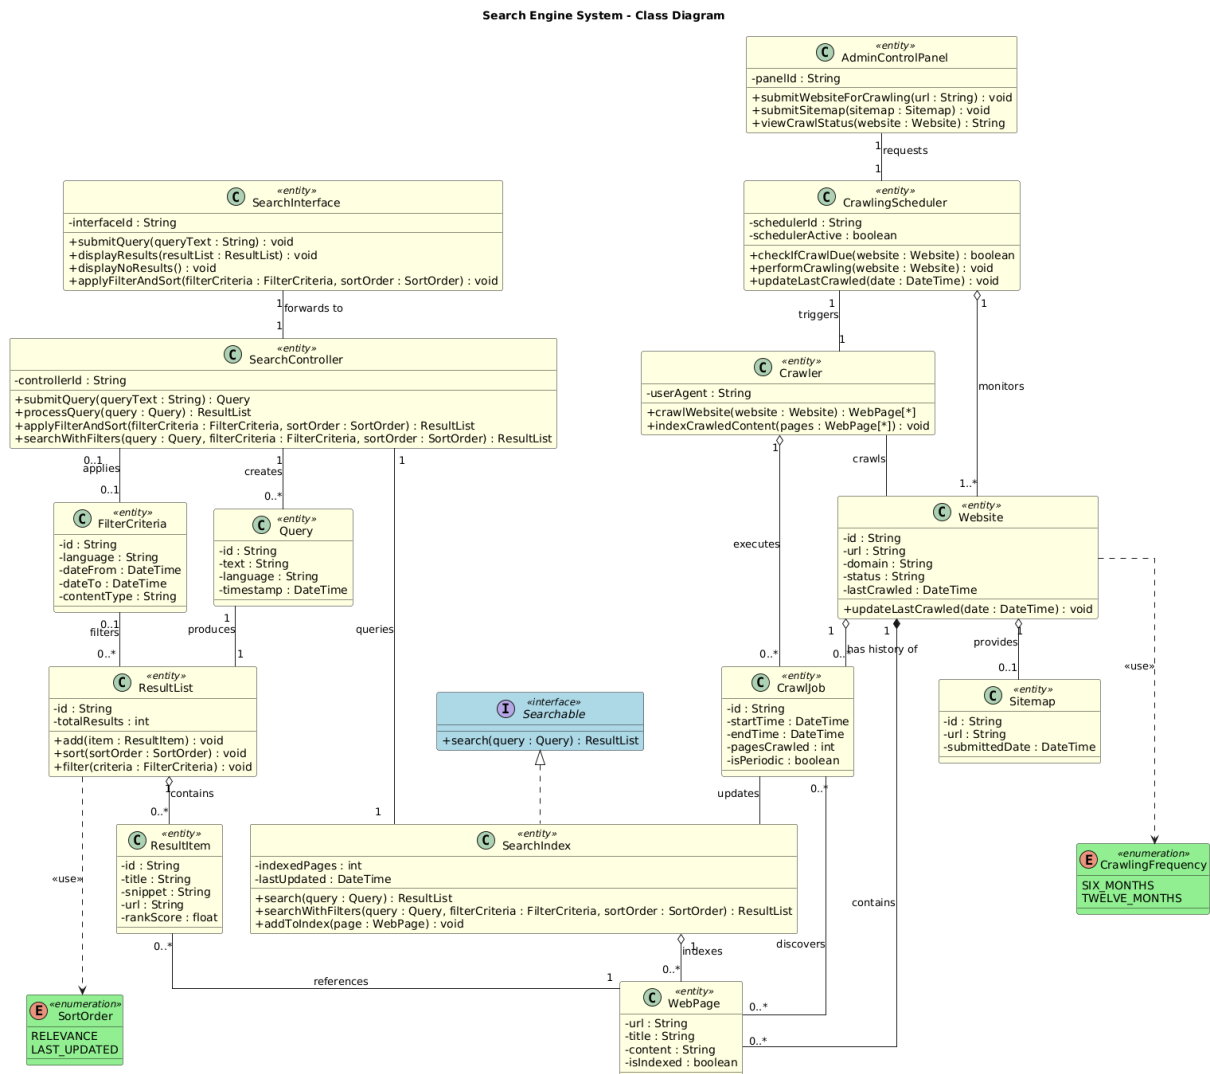 Search Engine System - Class Diagram
C «entity»
AdminControlPanel
-panelId : String
+submitWebsiteForCrawling(url : String) : void
+submitSitemap(sitemap : Sitemap) : void
+viewCrawlStatus(website : Website) : String
1
requests
1
C «entity»
SearchInterface
-interfaceId : String
+submitQuery(queryText : String) : void
+displayResults(resultList : ResultList) : void
+displayNoResults() : void
+applyFilterAndSort(filterCriteria : FilterCriteria, sortOrder : SortOrder) : void
C «entity»
CrawlingScheduler
-schedulerId : String
-schedulerActive : boolean
+checkIfCrawlDue(website : Website) : boolean
+performCrawling(website : Website) : void
+updateLastCrawled(date : DateTime) : void
1
forwards to
1
1
triggers
1
1
monitors
1..*
C «entity»
SearchController
-controllerId : String
+submitQuery(queryText : String) : Query
+processQuery(query : Query) : ResultList
+applyFilterAndSort(filterCriteria : FilterCriteria, sortOrder : SortOrder) : ResultList
+searchWithFilters(query : Query, filterCriteria : FilterCriteria, sortOrder : SortOrder) : ResultList
C «entity»
Crawler
-userAgent : String
+crawlWebsite(website : Website) : WebPage[*]
+indexCrawledContent(pages : WebPage[*]) : void
0..1
applies
0..1
1
creates
0..*
1
queries
1
1
executes
0..*
crawls
C «entity»
FilterCriteria
-id : String
-language : String
-dateFrom : DateTime
-dateTo : DateTime
-contentType : String
C «entity»
Query
-id : String
-text : String
-language : String
-timestamp : DateTime
C «entity»
Website
-id : String
-url : String
-domain : String
-status : String
-lastCrawled : DateTime
+updateLastCrawled(date : DateTime) : void
0..1
filters
0..*
1
produces
1
1
has history of
0..*
1
contains
0..*
1
provides
0..1
«use»
C «entity»
ResultList
-id : String
-totalResults : int
+add(item : ResultItem) : void
+sort(sortOrder : SortOrder) : void
+filter(criteria : FilterCriteria) : void
I «interface»
Searchable
+search(query : Query) : ResultList
C «entity»
CrawlJob
-id : String
-startTime : DateTime
-endTime : DateTime
-pagesCrawled : int
-isPeriodic : boolean
C «entity»
Sitemap
-id : String
-url : String
-submittedDate : DateTime
1
contains
0..*
«use»
updates
0..*
discovers
0..*
C «entity»
ResultItem
-id : String
-title : String
-snippet : String
-url : String
-rankScore : float
C «entity»
SearchIndex
-indexedPages : int
-lastUpdated : DateTime
+search(query : Query) : ResultList
+searchWithFilters(query : Query, filterCriteria : FilterCriteria, sortOrder : SortOrder) : ResultList
+addToIndex(page : WebPage) : void
E «enumeration»
CrawlingFrequency
SIX_MONTHS
TWELVE_MONTHS
0..*
references
1
1
indexes
0..*
E «enumeration»
SortOrder
RELEVANCE
LAST_UPDATED
C «entity»
WebPage
-url : String
-title : String
-content : String
-isIndexed : boolean